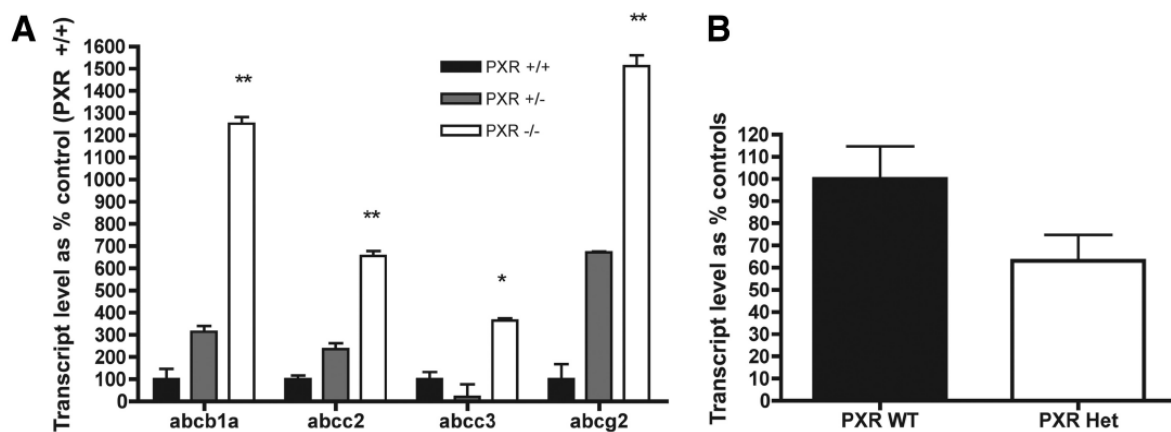 A
Transcript level as % control (PXR +/+)
1600
1500
1400
1300
1200
1100
1000
900
800
700
600
500
400
300
200
100
0
**
**
*
**
PXR +/+
PXR +/-
PXR -/-
abcb1a
abcc2
abcc3
abcg2
B
Transcript level as % controls
120
110
100
90
80
70
60
50
40
30
20
10
0
PXR WT
PXR Het